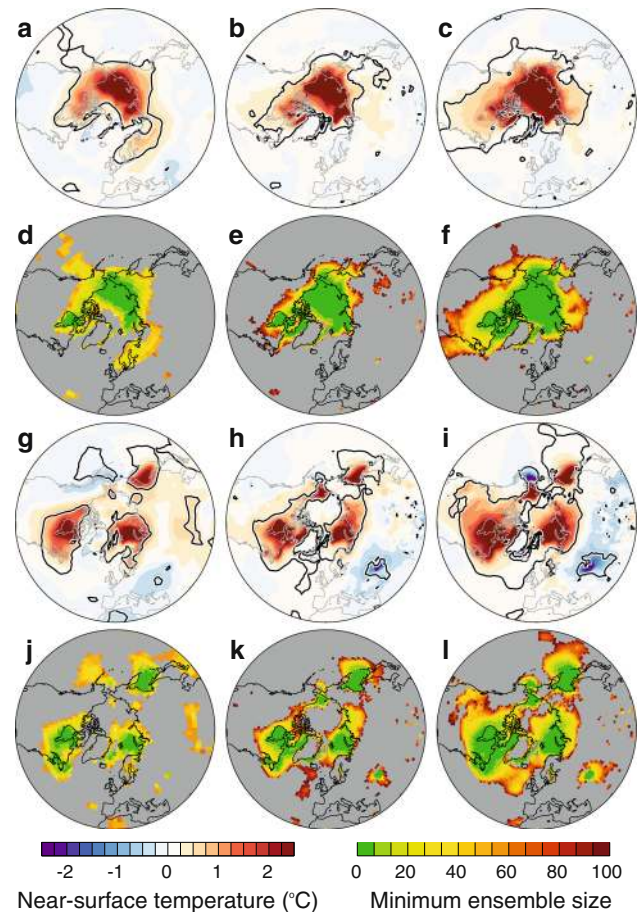 a b c
d e f
g h i
j k l
-2 -1 0 1 2 0 20 40 60 80 100
Near-surface temperature (°C) Minimum ensemble size